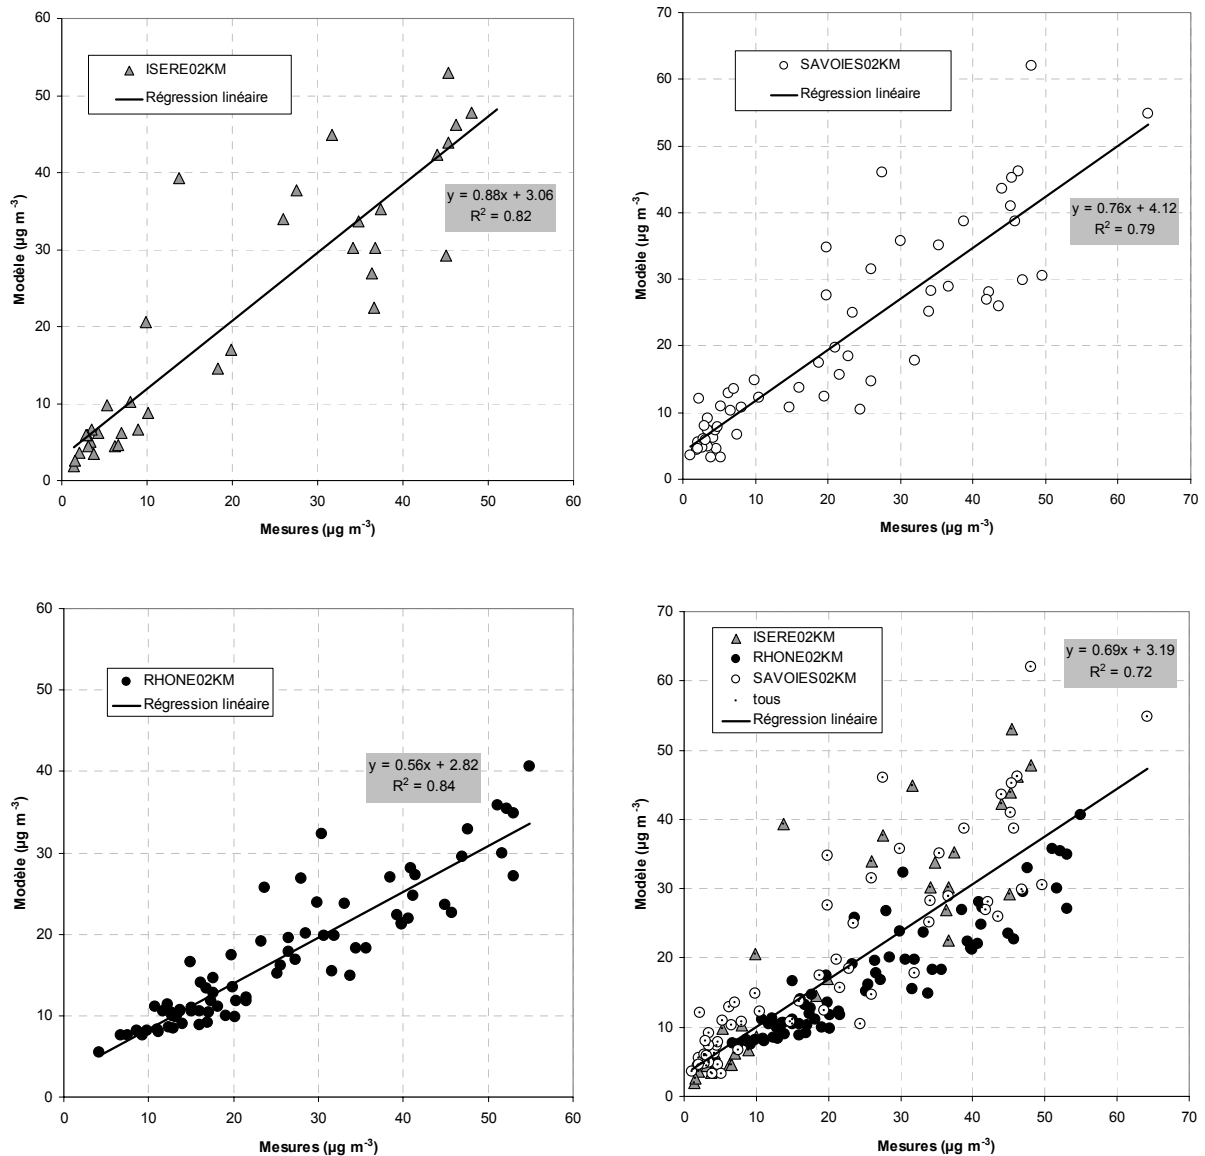 60
50
40
30
20
10
0
ISERE02KM
Régression linéaire
y = 0.88x + 3.06
R² = 0.82
Modèle (µg m⁻³)
0 10 20 30 40 50 60
Mesures (µg m⁻³)
70
60
50
40
30
20
10
0
SAVOIES02KM
Régression linéaire
y = 0.76x + 4.12
R² = 0.79
Modèle (µg m⁻³)
0 10 20 30 40 50 60 70
Mesures (µg m⁻³)
60
50
40
30
20
10
0
RHONE02KM
Régression linéaire
y = 0.56x + 2.82
R² = 0.84
Modèle (µg m⁻³)
0 10 20 30 40 50 60
Mesures (µg m⁻³)
70
60
50
40
30
20
10
0
ISERE02KM
RHONE02KM
SAVOIES02KM
tous
Régression linéaire
y = 0.69x + 3.19
R² = 0.72
Modèle (µg m⁻³)
0 10 20 30 40 50 60 70
Mesures (µg m⁻³)